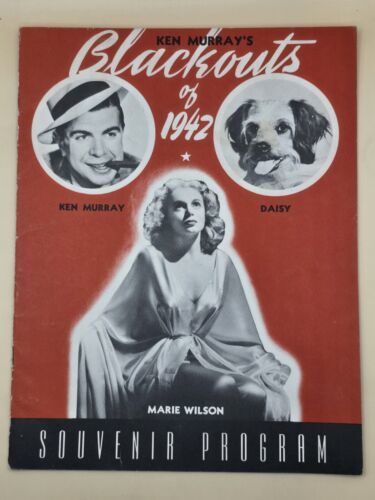 KEN MURRAY'S
Blackouts
of
1942
KEN MURRAY
DAISY
MARIE WILSON
SOUVENIR PROGRAM